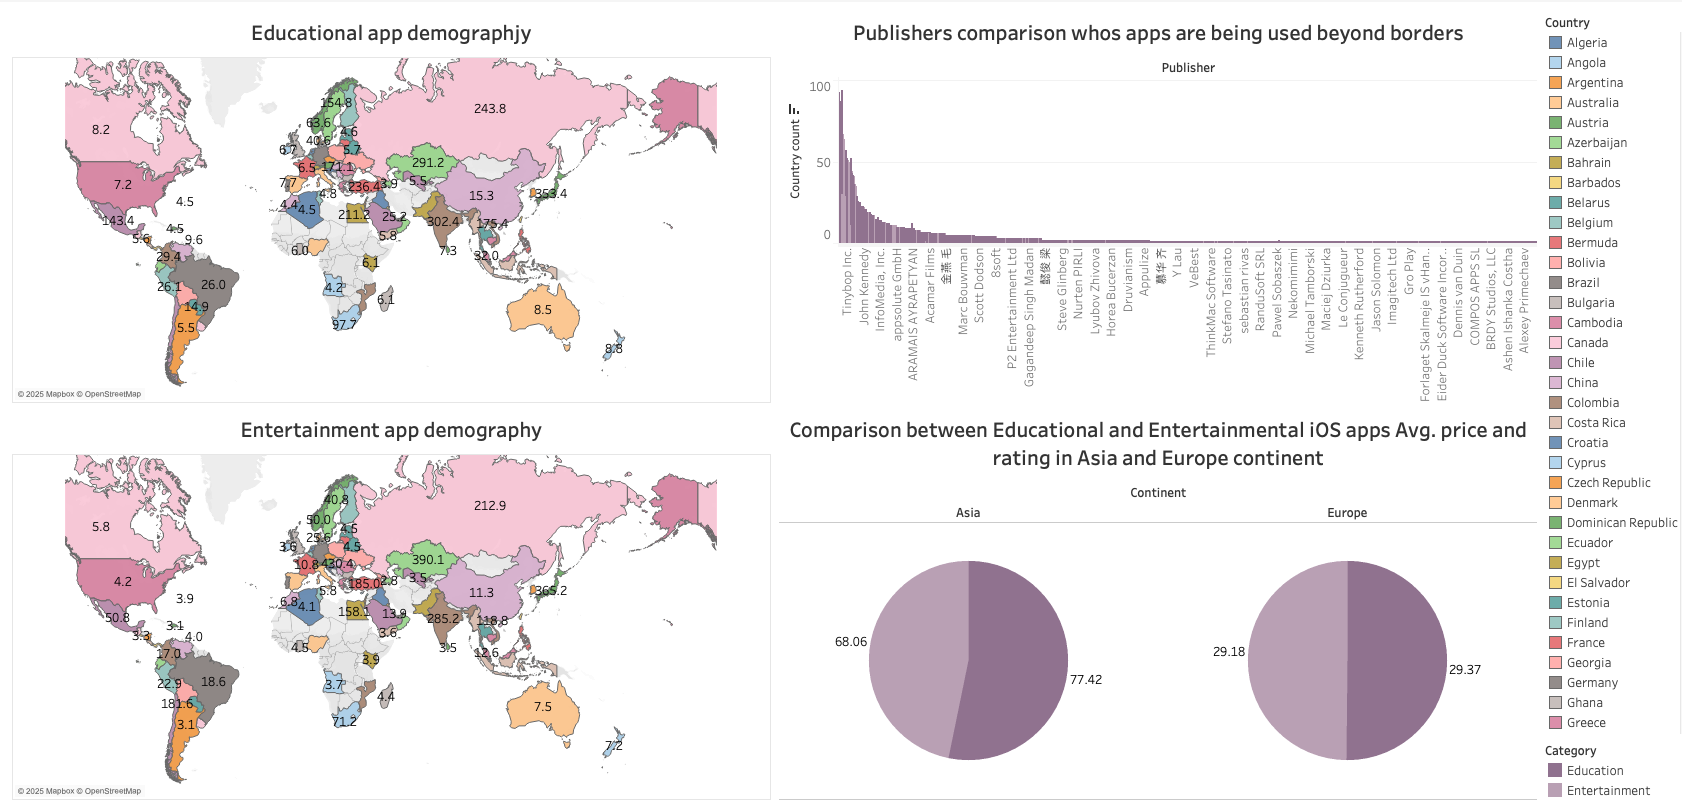 Educational app demographjy
8.2
7.2
4.5
143.4
4.5
5.6
9.6
29.4
26.1
26.0
14.9
5.5
154.8
63.6
4.6
40.6
6.7
5.7
6.5
171.1
7.7
236.4
3.9
4.8
4.4
4.5
211.2
25.2
5.8
6.0
6.1
4.2
6.1
97.7
243.8
291.2
5.5
15.3
353.4
302.4
175.4
7.3
32.0
8.5
8.8
© 2025 Mapbox © OpenStreetMap
Publishers comparison whos apps are being used beyond borders
Publisher
Country count
100
50
0
Tinybop Inc.
John Kennedy
InfoMedia, Inc.
appsolute GmbH
ARAMAIS AYRAPETYAN
Acamar Films
金燕 毛
Marc Bouwman
Scott Dodson
8soft
P2 Entertainment Ltd
Gagandeep Singh Madan
懿俊 梁
Steve Glinberg
Nurten PIRLI
Lyubov Zhivova
Horea Bucerzan
Druvianism
Appulize
慕华 齐
Y Lau
VeBest
ThinkMac Software
Stefano Tasinato
sebastian rivas
RanduSoft SRL
Pawel Sobaszek
Nekomimimi
Michael Tamborski
Maciej Dziurka
Le Conjugueur
Kenneth Rutherford
Jason Solomon
Imagitech Ltd
Gro Play
Forlaget Skalmeje IS vHan..
Eider Duck Software Incor..
Dennis van Duin
COMPOS APPS SL
BRDY Studios, LLC
Ashen Ishanka Costha
Alexey Primechaev
Entertainment app demography
5.8
4.2
3.9
50.8
3.1
3.3
4.0
17.0
22.9
18.6
181.6
3.1
40.8
50.0
4.5
25.6
3.6
4.5
10.8
430.4
185.0
2.8
5.8
6.8
4.1
158.1
13.9
3.6
4.5
3.9
3.7
4.4
71.2
212.9
390.1
3.5
11.3
365.2
285.2
118.8
3.5
12.6
7.5
7.2
© 2025 Mapbox © OpenStreetMap
Comparison between Educational and Entertainmental iOS apps Avg. price and
rating in Asia and Europe continent
Continent
Asia
Europe
68.06
77.42
29.18
29.37
Country
Algeria
Angola
Argentina
Australia
Austria
Azerbaijan
Bahrain
Barbados
Belarus
Belgium
Bermuda
Bolivia
Brazil
Bulgaria
Cambodia
Canada
Chile
China
Colombia
Costa Rica
Croatia
Cyprus
Czech Republic
Denmark
Dominican Republic
Ecuador
Egypt
El Salvador
Estonia
Finland
France
Georgia
Germany
Ghana
Greece
Category
Education
Entertainment